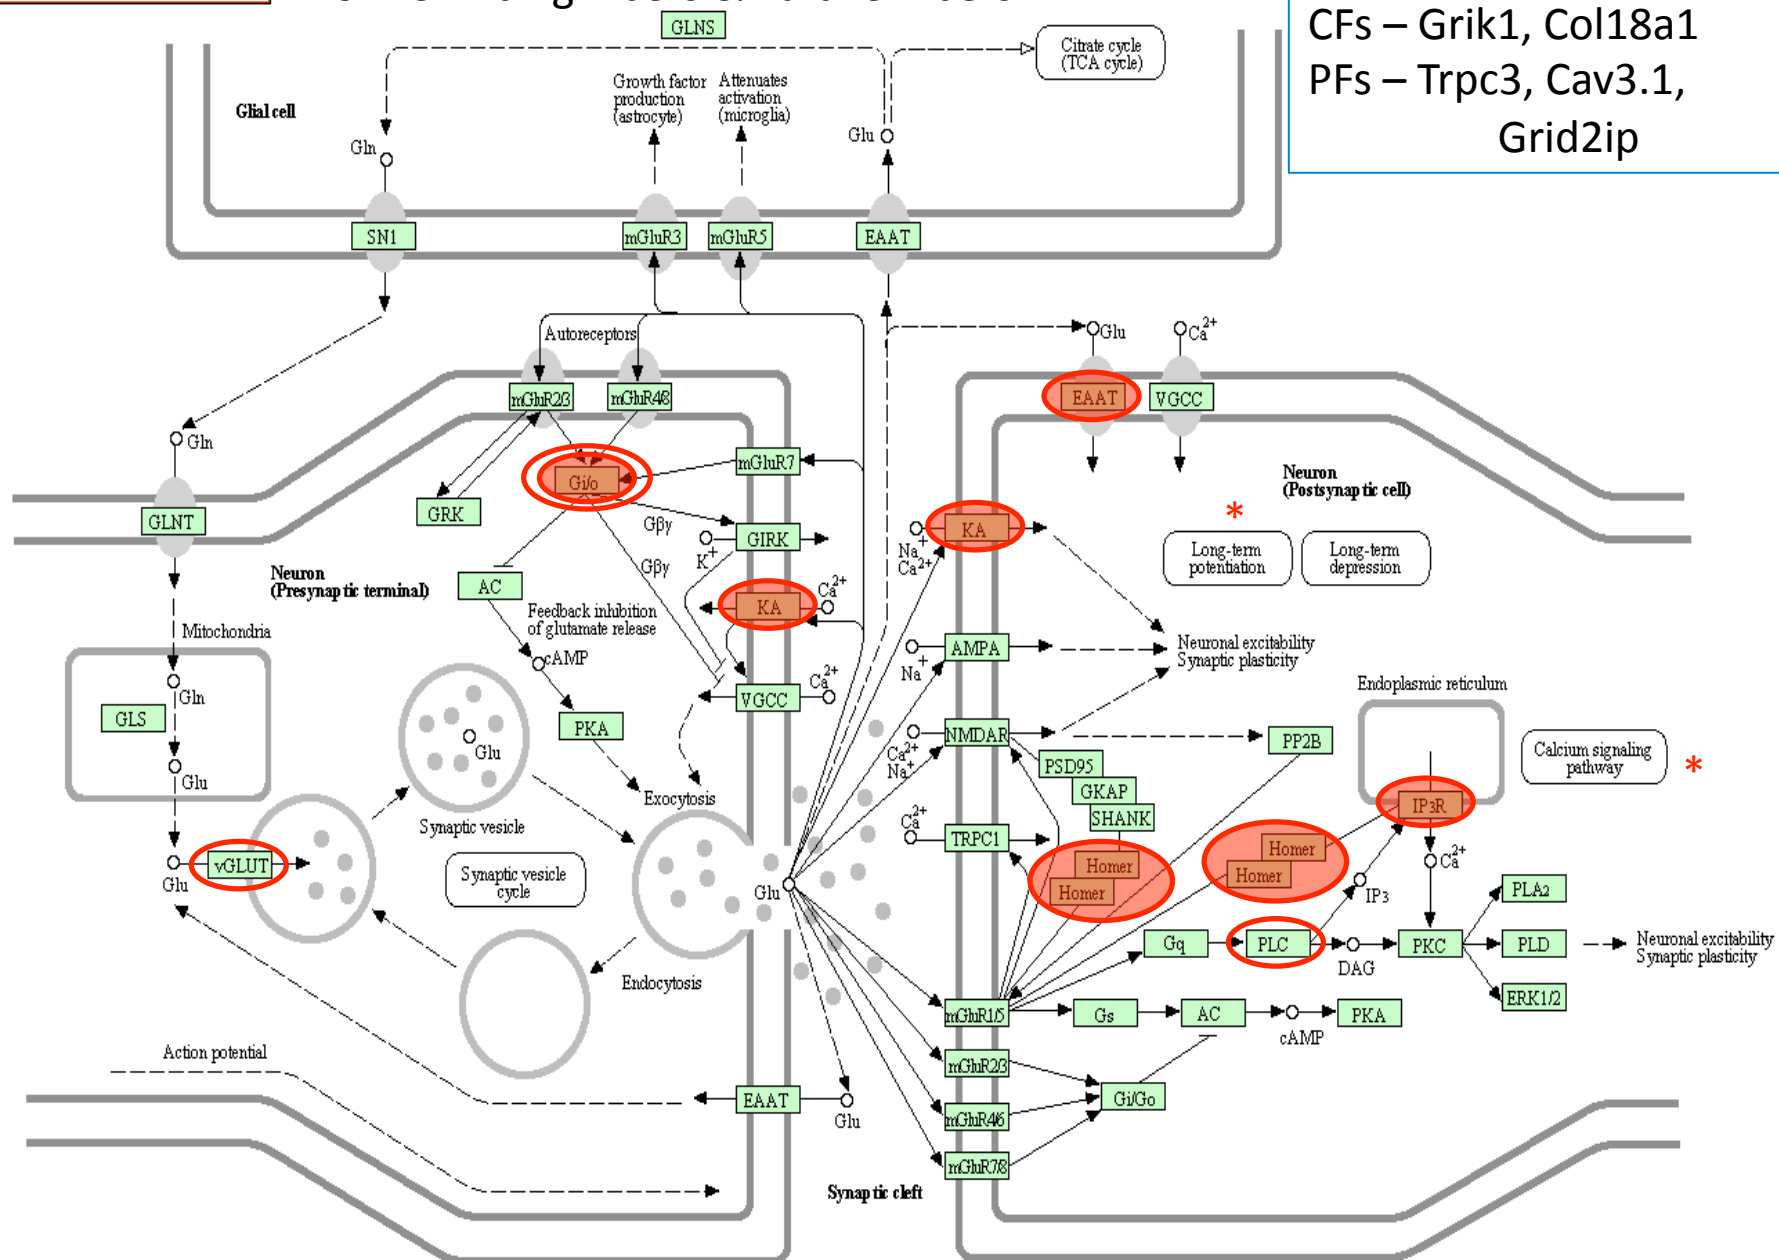 CFs – Grik1, Col18a1
PFs – Trpc3, Cav3.1,
Grid2ip
GLNS
Citrate cycle
(TCA cycle)
Growth factor
production
(astrocyte)
Attenuates
activation
(microglia)
Glial cell
Gln
Glu
SN1
mGluR3
mGluR5
EAAT
Autoreceptors
Glu
Ca2+
mGluR2/3
mGluR4/8
EAAT
VGCC
Gln
Gi/o
mGluR7
Neuron
(Postsynaptic cell)
GRK
GLNT
Gβγ
GIRK
K+
Gβγ
Na+
Ca2+
KA
*
Long-term
potentiation
Long-term
depression
Neuron
(Presynaptic terminal)
AC
KA
Ca2+
Feedback inhibition
of glutamate release
Mitochondria
cAMP
Na+
AMPA
Neuronal excitability
Synaptic plasticity
Gln
GLS
Glu
VGCC
Ca2+
Endoplasmic reticulum
PKA
Glu
Ca2+
Na+
NMDAR
PP2B
PSD95
GKAP
SHANK
Calcium signaling
pathway
*
Exocytosis
IP3R
Synaptic vesicle
Ca2+
TRPC1
Homer
Homer
Homer
Homer
Ca2+
Glu
vGLUT
Synaptic vesicle
cycle
Glu
IP3
PLA2
Gq
PLC
DAG
PKC
PLD
Neuronal excitability
Synaptic plasticity
Endocytosis
ERK1/2
mGluR1/5
Gs
AC
cAMP
PKA
Action potential
mGluR2/3
EAAT
Glu
Gi/Go
mGluR4/6
mGluR7/8
Synaptic cleft